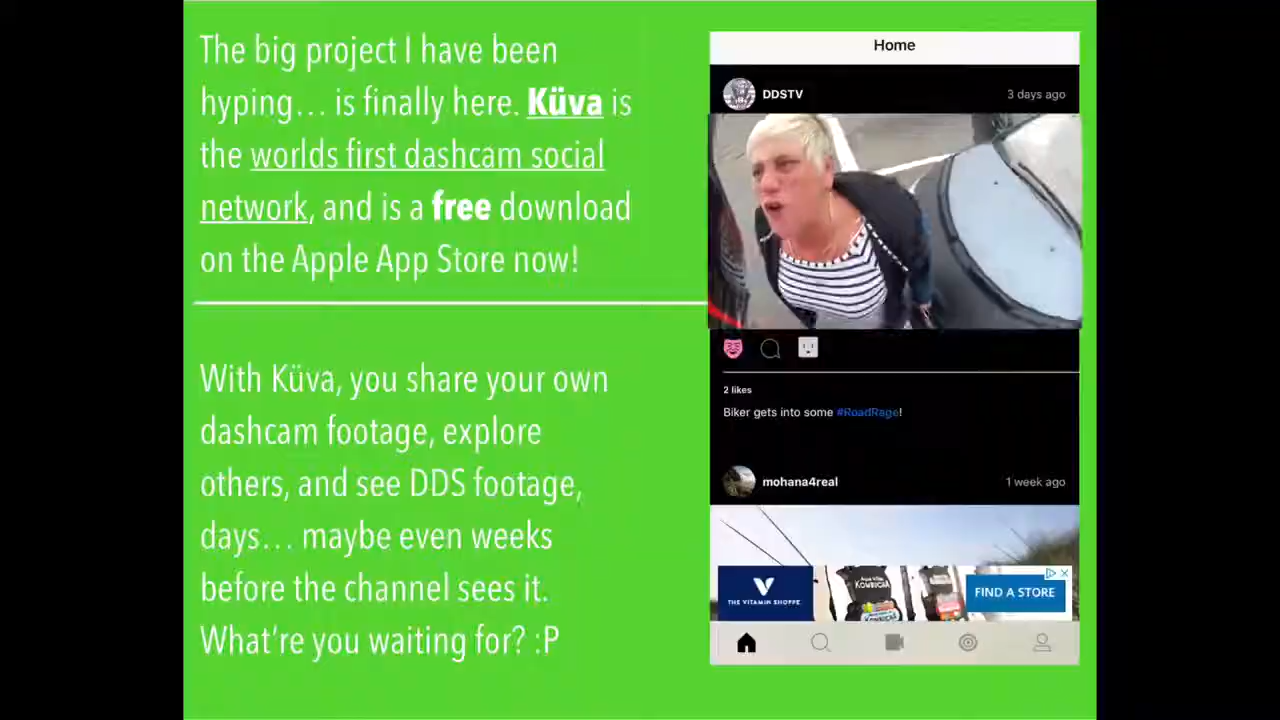 The big project I have been
hyping... is finally here. Küva is
the worlds first dashcam social
network, and is a free download
on the Apple App Store now!
With Küva, you share your own
dashcam footage, explore
others, and see DDS footage,
days... maybe even weeks
before the channel sees it.
What're you waiting for? :P
Home
DDSTV
3 days ago
2 likes
Biker gets into some #RoadRage!
mohana4real
1 week ago
THE VITAMIN SHOPPE
KOMBUCHA
FIND A STORE